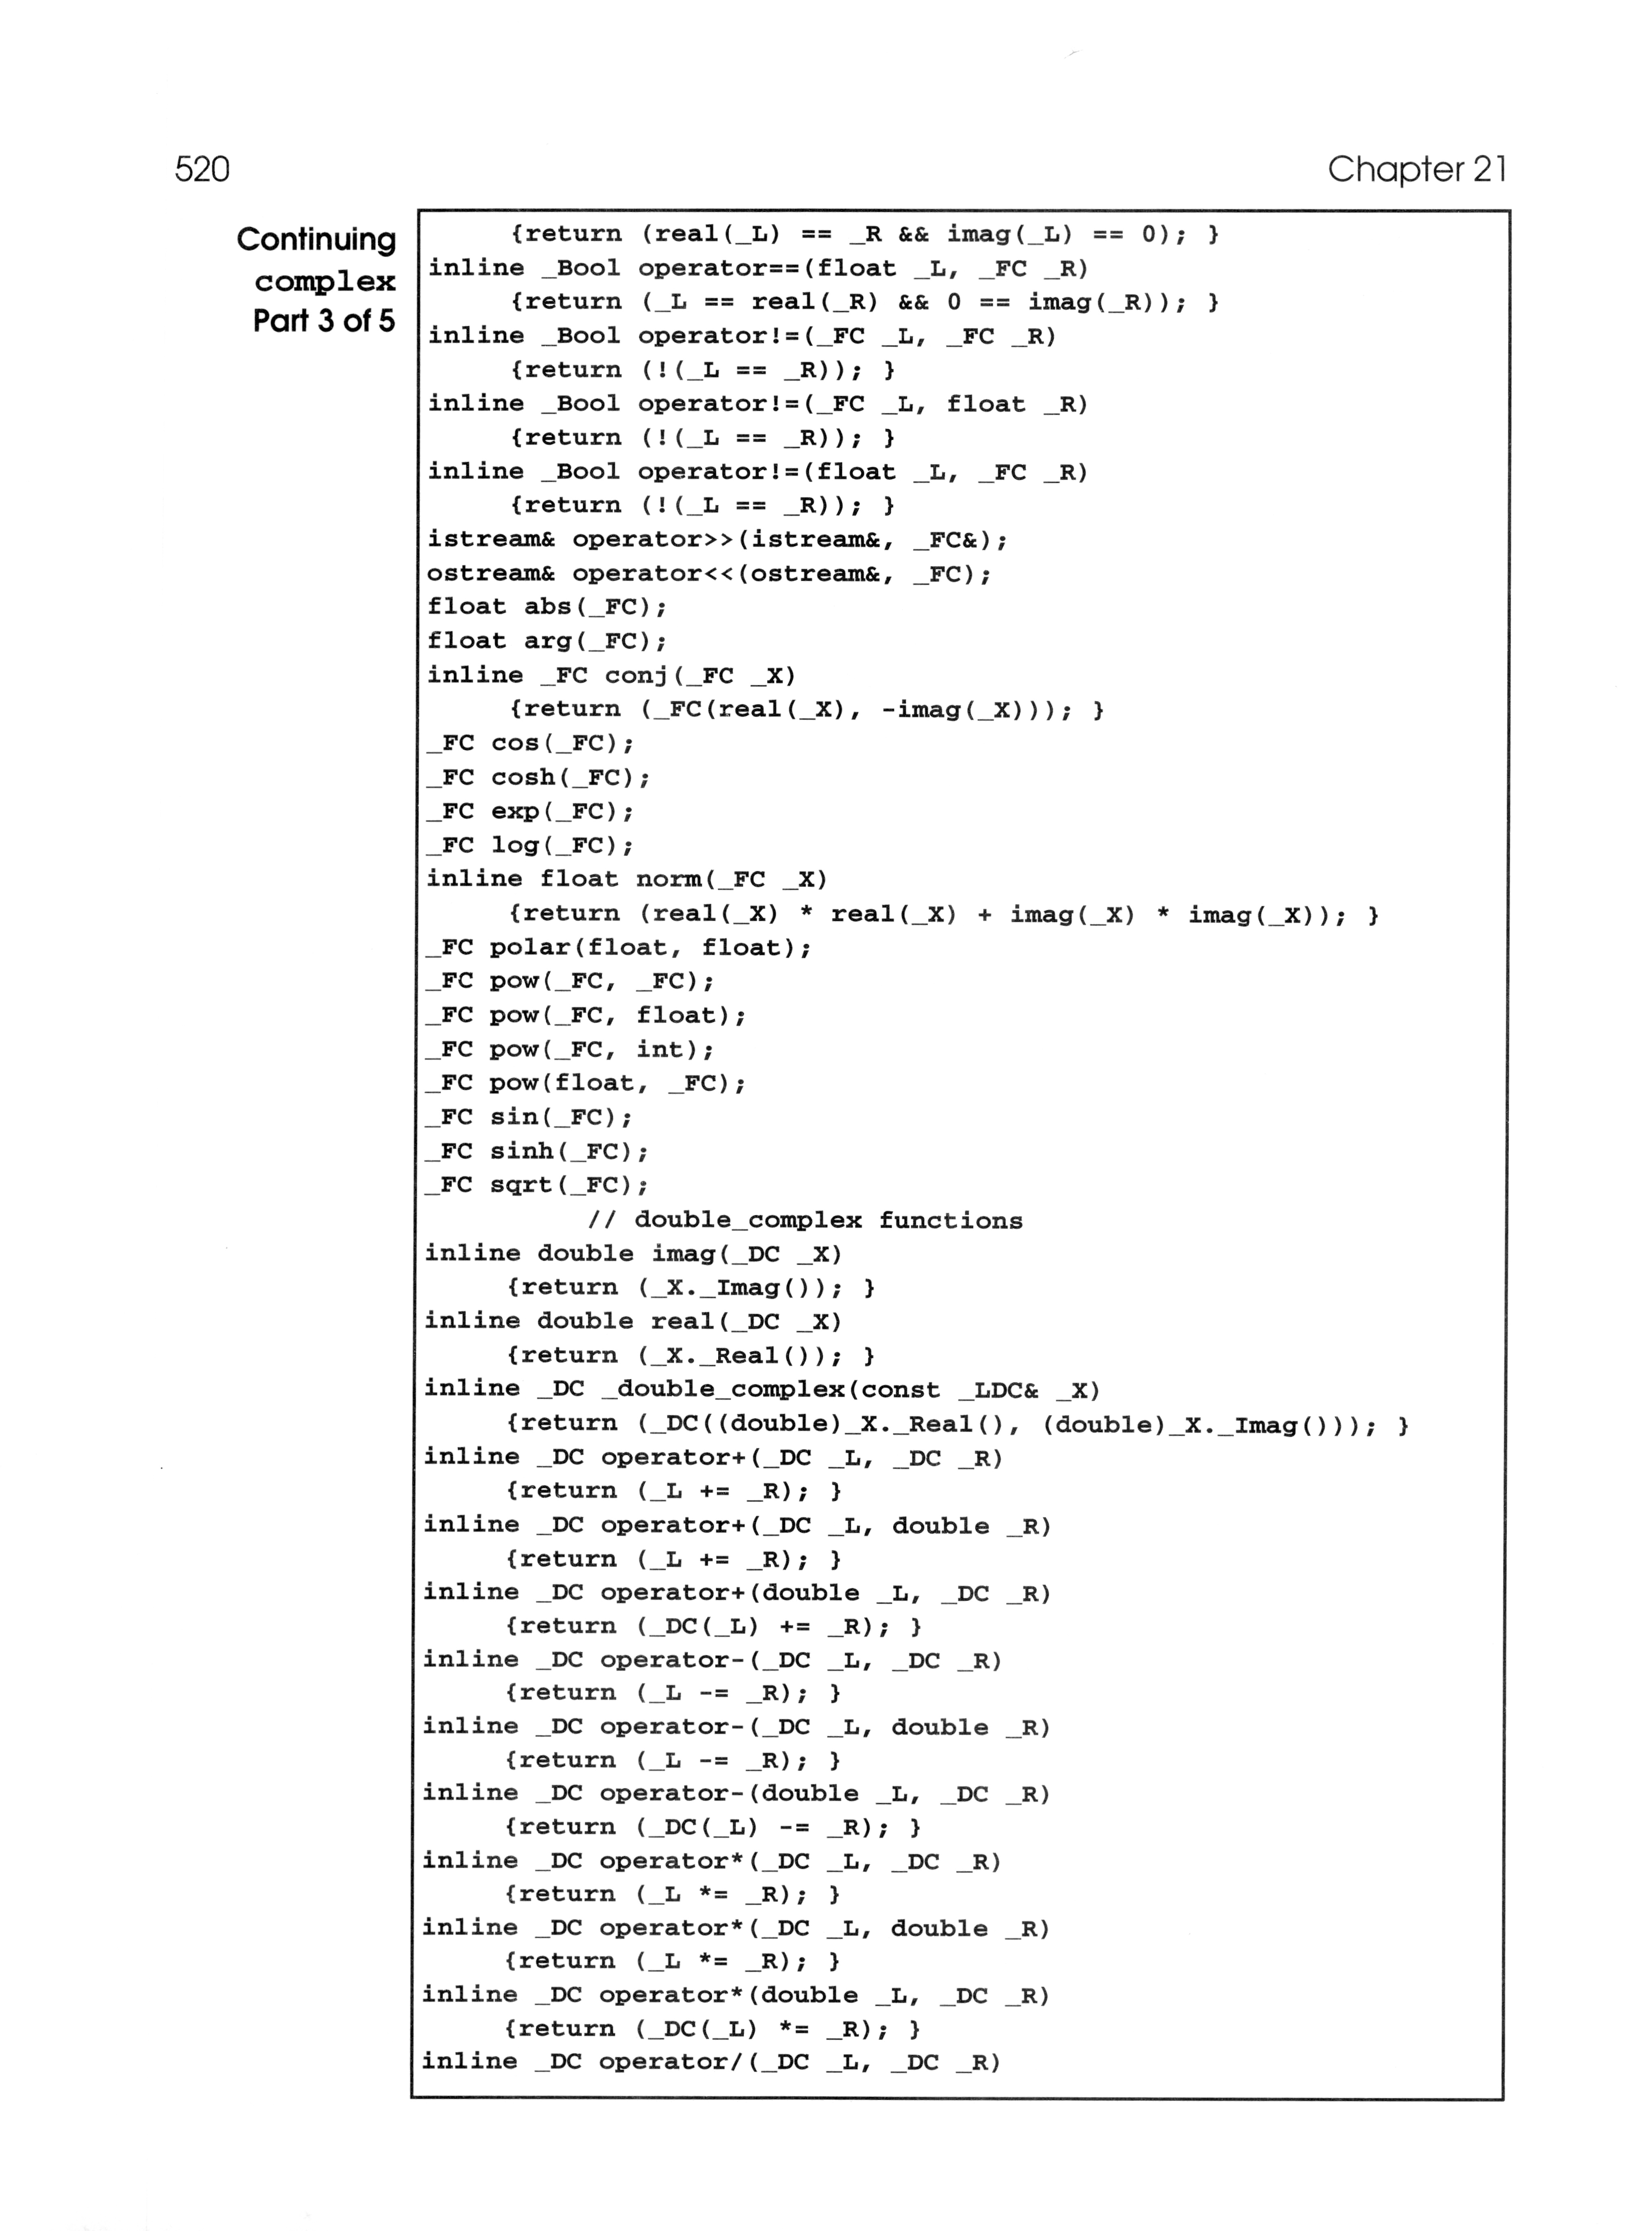 520
Chapter 21
Continuing
complex
Part 3 of 5
{return (real(_L) == _R && imag(_L) == 0); }
inline _Bool operator==(float _L, _FC _R)
{return (_L == real(_R) && 0 == imag(_R)); }
inline _Bool operator!=(_FC _L, _FC _R)
{return (!(_L == _R)); }
inline _Bool operator!=(_FC _L, float _R)
{return (!(_L == _R)); }
inline _Bool operator!=(float _L, _FC _R)
{return (!(_L == _R)); }
istream& operator>>(istream&, _FC&);
ostream& operator<<(ostream&, _FC);
float abs(_FC);
float arg(_FC);
inline _FC conj(_FC _X)
{return (_FC(real(_X), -imag(_X))); }
_FC cos(_FC);
_FC cosh(_FC);
_FC exp(_FC);
_FC log(_FC);
inline float norm(_FC _X)
{return (real(_X) * real(_X) + imag(_X) * imag(_X)); }
_FC polar(float, float);
_FC pow(_FC, _FC);
_FC pow(_FC, float);
_FC pow(_FC, int);
_FC pow(float, _FC);
_FC sin(_FC);
_FC sinh(_FC);
_FC sqrt(_FC);
// double_complex functions
inline double imag(_DC _X)
{return (_X._Imag()); }
inline double real(_DC _X)
{return (_X._Real()); }
inline _DC _double_complex(const _LDC& _X)
{return (_DC((double)_X._Real(), (double)_X._Imag())); }
inline _DC operator+(_DC _L, _DC _R)
{return (_L += _R); }
inline _DC operator+(_DC _L, double _R)
{return (_L += _R); }
inline _DC operator+(double _L, _DC _R)
{return (_DC(_L) += _R); }
inline _DC operator-(_DC _L, _DC _R)
{return (_L -= _R); }
inline _DC operator-(_DC _L, double _R)
{return (_L -= _R); }
inline _DC operator-(double _L, _DC _R)
{return (_DC(_L) -= _R); }
inline _DC operator*(_DC _L, _DC _R)
{return (_L *= _R); }
inline _DC operator*(_DC _L, double _R)
{return (_L *= _R); }
inline _DC operator*(double _L, _DC _R)
{return (_DC(_L) *= _R); }
inline _DC operator/(_DC _L, _DC _R)